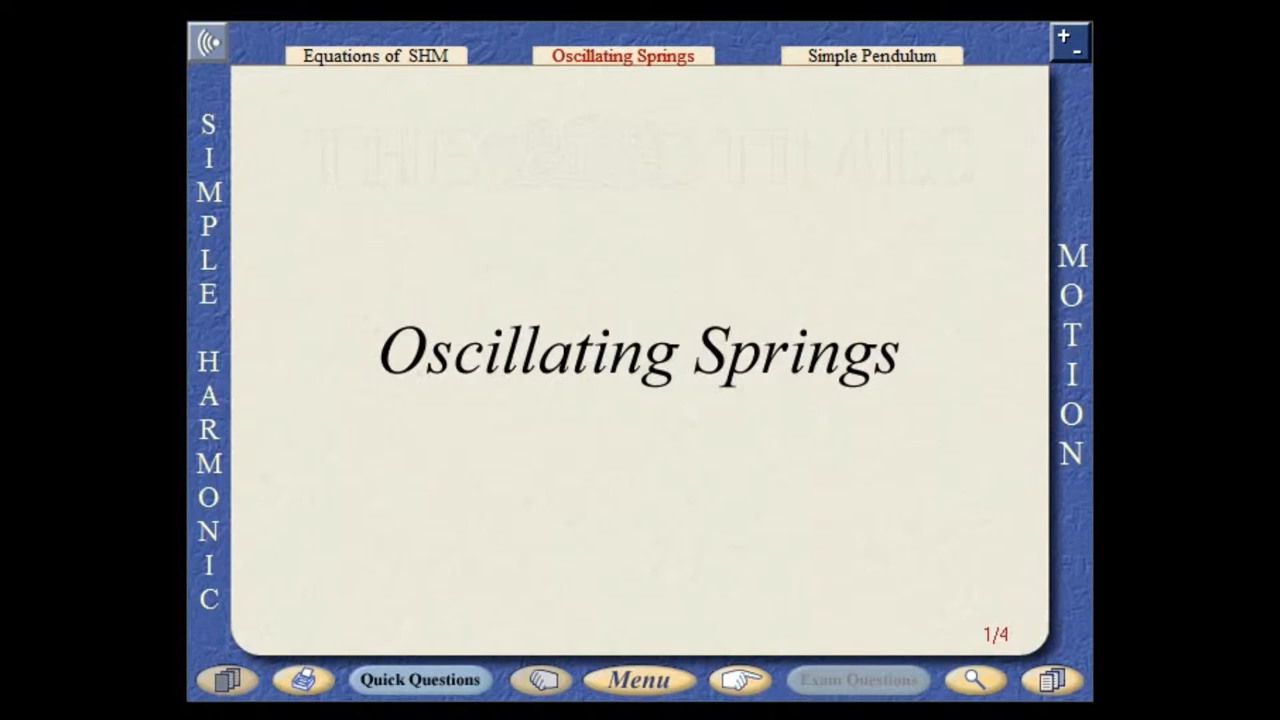 Equations of SHM
Oscillating Springs
Simple Pendulum
+
-
SIMPLE HARMONIC
MOTION
Oscillating Springs
1/4
Quick Questions
Menu
Exam Questions